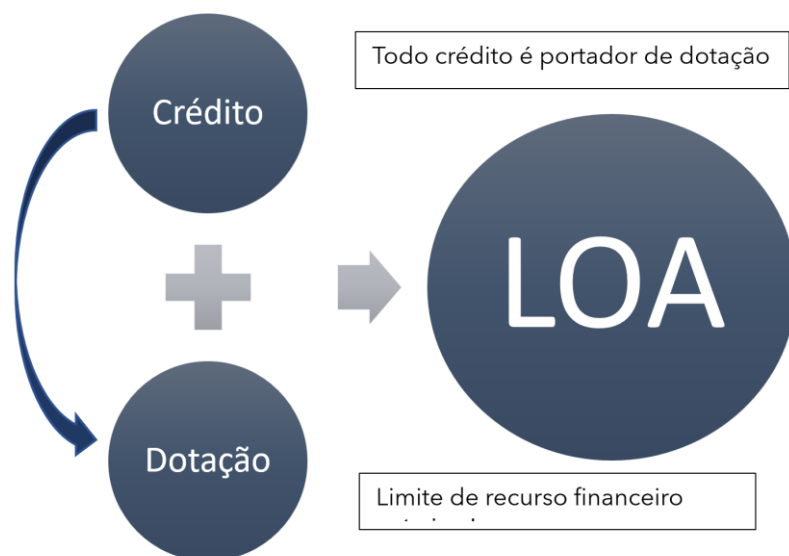 Crédito
Todo crédito é portador de dotação
LOA
Dotação
Limite de recurso financeiro